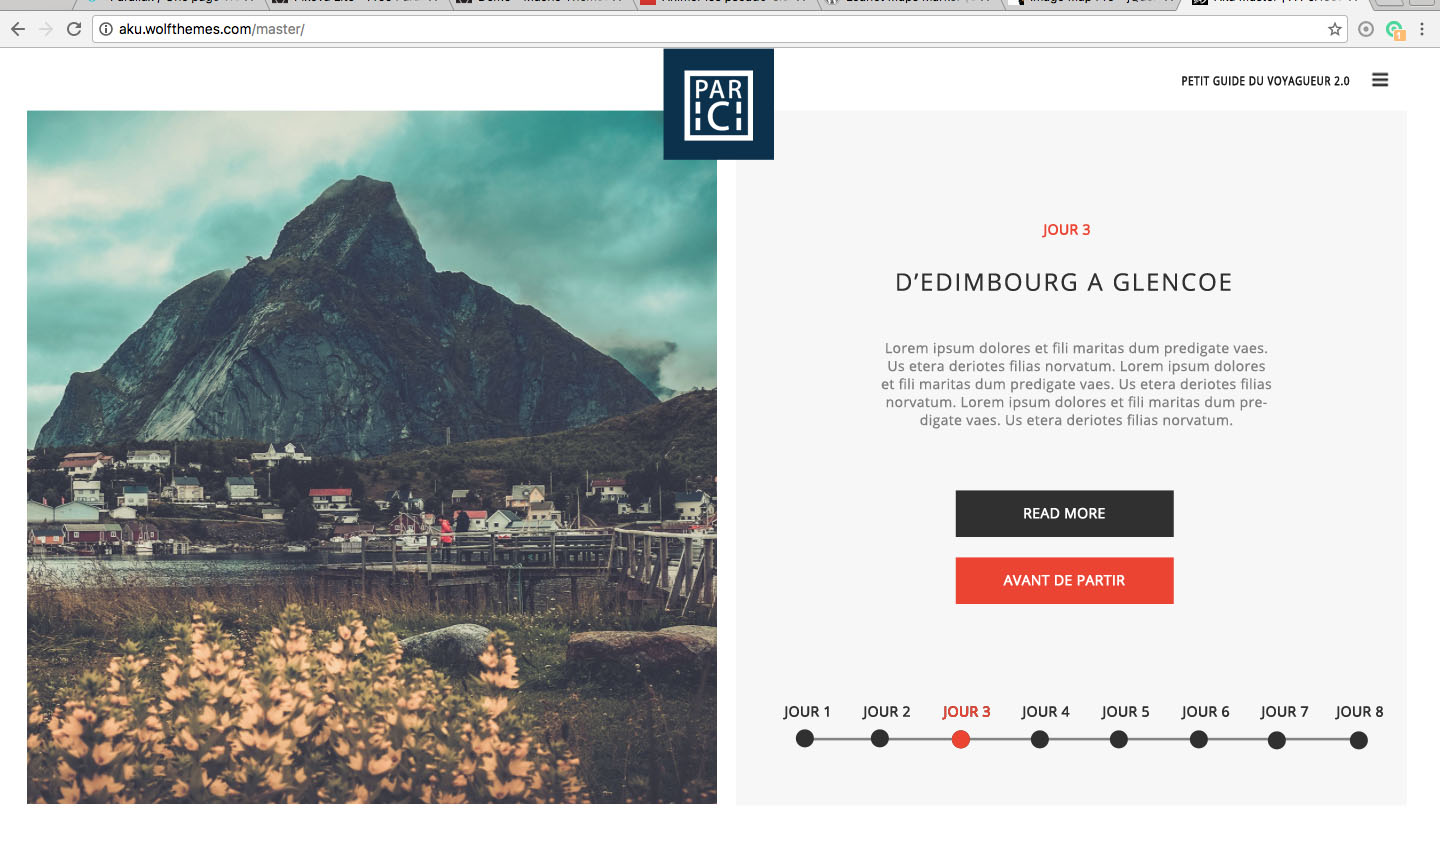 aku.wolfthemes.com/master/
1
PAR
ICI
PETIT GUIDE DU VOYAGUEUR 2.0
JOUR 3
D’EDIMBOURG A GLENCOE
Lorem ipsum dolores et fili maritas dum predigate vaes.
Us etera deriotes filias norvatum. Lorem ipsum dolores
et fili maritas dum predigate vaes. Us etera deriotes filias
norvatum. Lorem ipsum dolores et fili maritas dum pre-
digate vaes. Us etera deriotes filias norvatum.
READ MORE
AVANT DE PARTIR
JOUR 1 JOUR 2 JOUR 3 JOUR 4 JOUR 5 JOUR 6 JOUR 7 JOUR 8